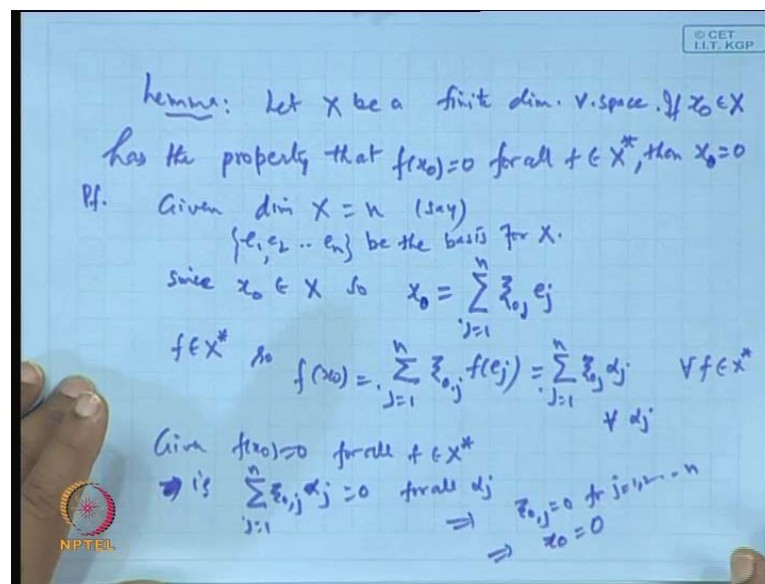 © CET
I.I.T. KGP
Lemma: Let X be a finite dim. v. space. If x₀ ∈ X
has the property that f(x₀)=0 for all f ∈ X*, then x₀=0
Pf. Given dim X = n (say)
{e₁, e₂ .. eₙ} be the basis for X.
since x₀ ∈ X so x₀ = Σ_{j=1}^{n} ξ₀,ⱼ eⱼ
f ∈ X* so f(x₀) = Σ_{j=1}^{n} ξ₀,ⱼ f(eⱼ) = Σ_{j=1}^{n} ξ₀,ⱼ αⱼ ∀ f ∈ X*
∀ αⱼ
Given f(x₀)=0 for all f ∈ X*
→ is Σ_{j=1}^{n} ξ₀,ⱼ αⱼ = 0 for all αⱼ
⇒ ξ₀,ⱼ = 0 for j=1,2,...n
⇒ x₀ = 0
NPTEL